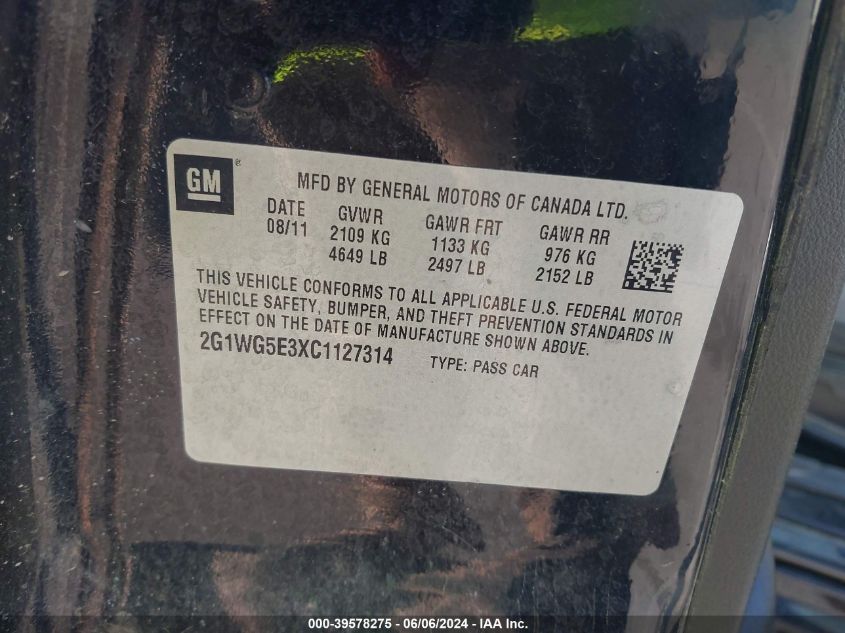 GM ®
MFD BY GENERAL MOTORS OF CANADA LTD.
DATE GVWR GAWR FRT GAWR RR
08/11 2109 KG 1133 KG 976 KG
4649 LB 2497 LB 2152 LB
THIS VEHICLE CONFORMS TO ALL APPLICABLE U.S. FEDERAL MOTOR
VEHICLE SAFETY, BUMPER, AND THEFT PREVENTION STANDARDS IN
EFFECT ON THE DATE OF MANUFACTURE SHOWN ABOVE.
2G1WG5E3XC1127314 TYPE: PASS CAR
000-39578275 - 06/06/2024 - IAA Inc.